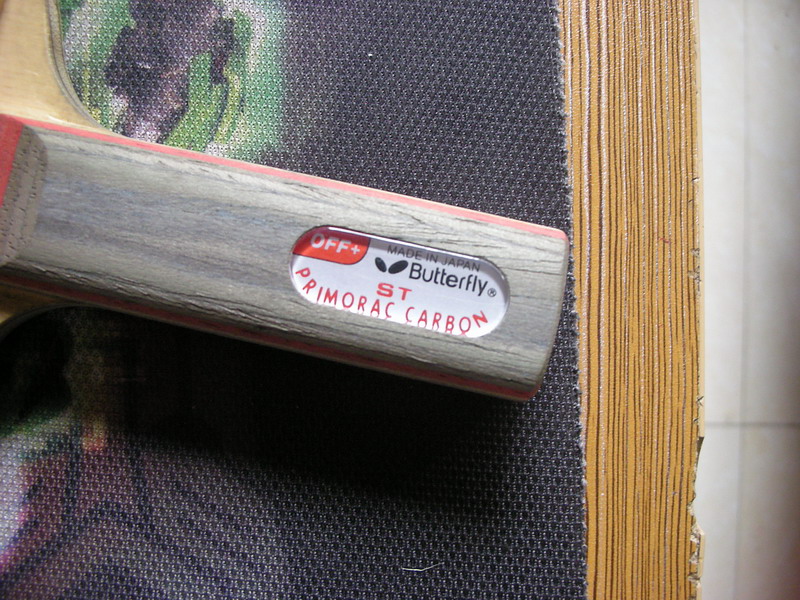 OFF+
MADE IN JAPAN
Butterfly®
ST
PRIMORAC CARBON